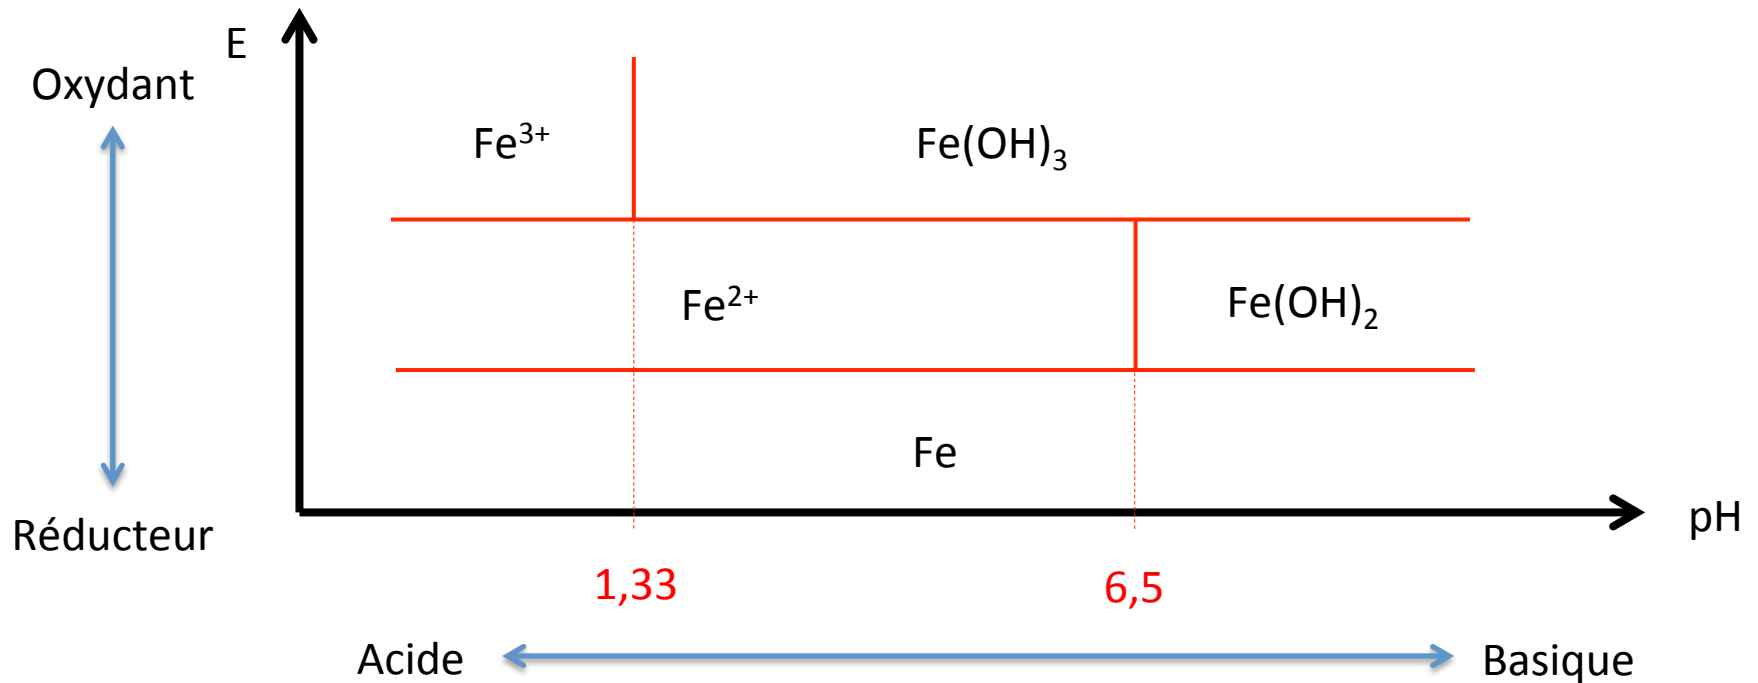 E
Oxydant
Fe³⁺
Fe(OH)₃
Fe²⁺
Fe(OH)₂
Fe
Réducteur
pH
1,33
6,5
Acide
Basique